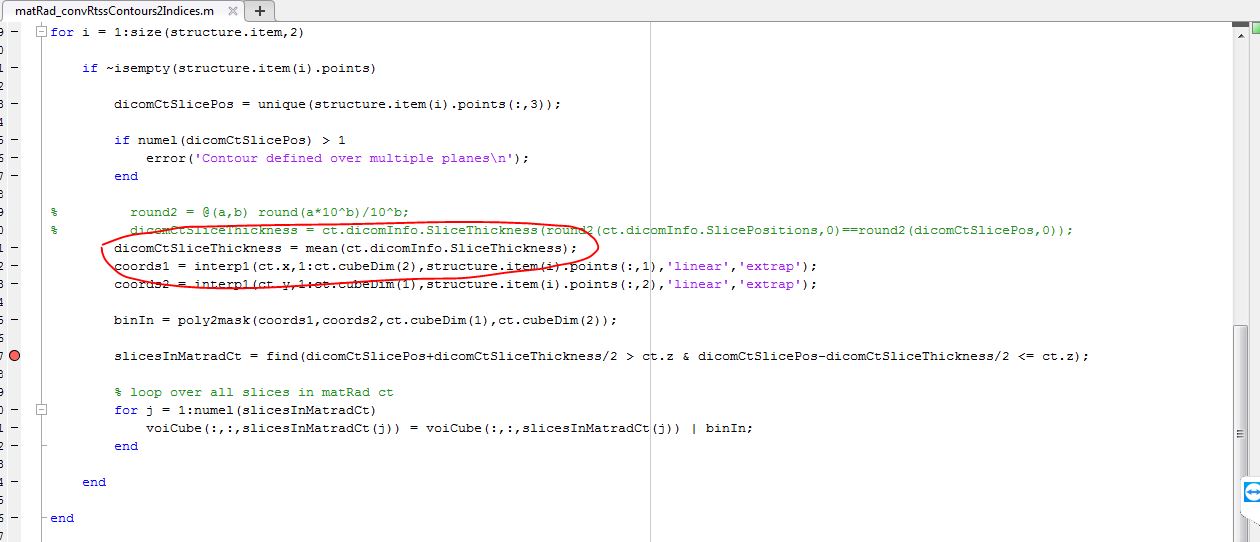 matRad_convRtssContours2Indices.m
for i = 1:size(structure.item,2)
if ~isempty(structure.item(i).points)
dicomCtSlicePos = unique(structure.item(i).points(:,3));
if numel(dicomCtSlicePos) > 1
error('Contour defined over multiple planes\n');
end
% round2 = @(a,b) round(a*10^b)/10^b;
% dicomCtSliceThickness = ct.dicomInfo.SliceThickness(round2(ct.dicomInfo.SlicePositions,0)==round2(dicomCtSlicePos,0));
dicomCtSliceThickness = mean(ct.dicomInfo.SliceThickness);
coords1 = interp1(ct.x,1:ct.cubeDim(2),structure.item(i).points(:,1),'linear','extrap');
coords2 = interp1(ct.y,1:ct.cubeDim(1),structure.item(i).points(:,2),'linear','extrap');
binIn = poly2mask(coords1,coords2,ct.cubeDim(1),ct.cubeDim(2));
slicesInMatradCt = find(dicomCtSlicePos+dicomCtSliceThickness/2 > ct.z & dicomCtSlicePos-dicomCtSliceThickness/2 <= ct.z);
% loop over all slices in matRad ct
for j = 1:numel(slicesInMatradCt)
voiCube(:,:,slicesInMatradCt(j)) = voiCube(:,:,slicesInMatradCt(j)) | binIn;
end
end
end